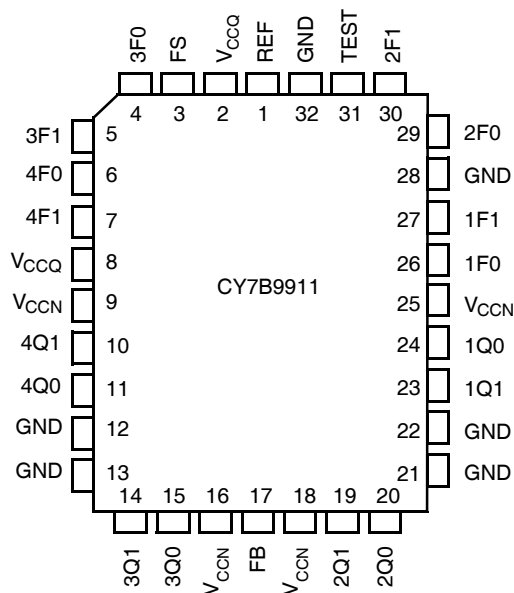 3F0 FS VCCQ REF GND TEST 2F1
4 3 2 1 32 31 30
3F1 5 29 2F0
4F0 6 28 GND
4F1 7 27 1F1
VCCQ 8 26 1F0
CY7B9911
VCCN 9 25 VCCN
4Q1 10 24 1Q0
4Q0 11 23 1Q1
GND 12 22 GND
GND 13 21 GND
14 15 16 17 18 19 20
3Q1 3Q0 VCCN FB VCCN 2Q1 2Q0